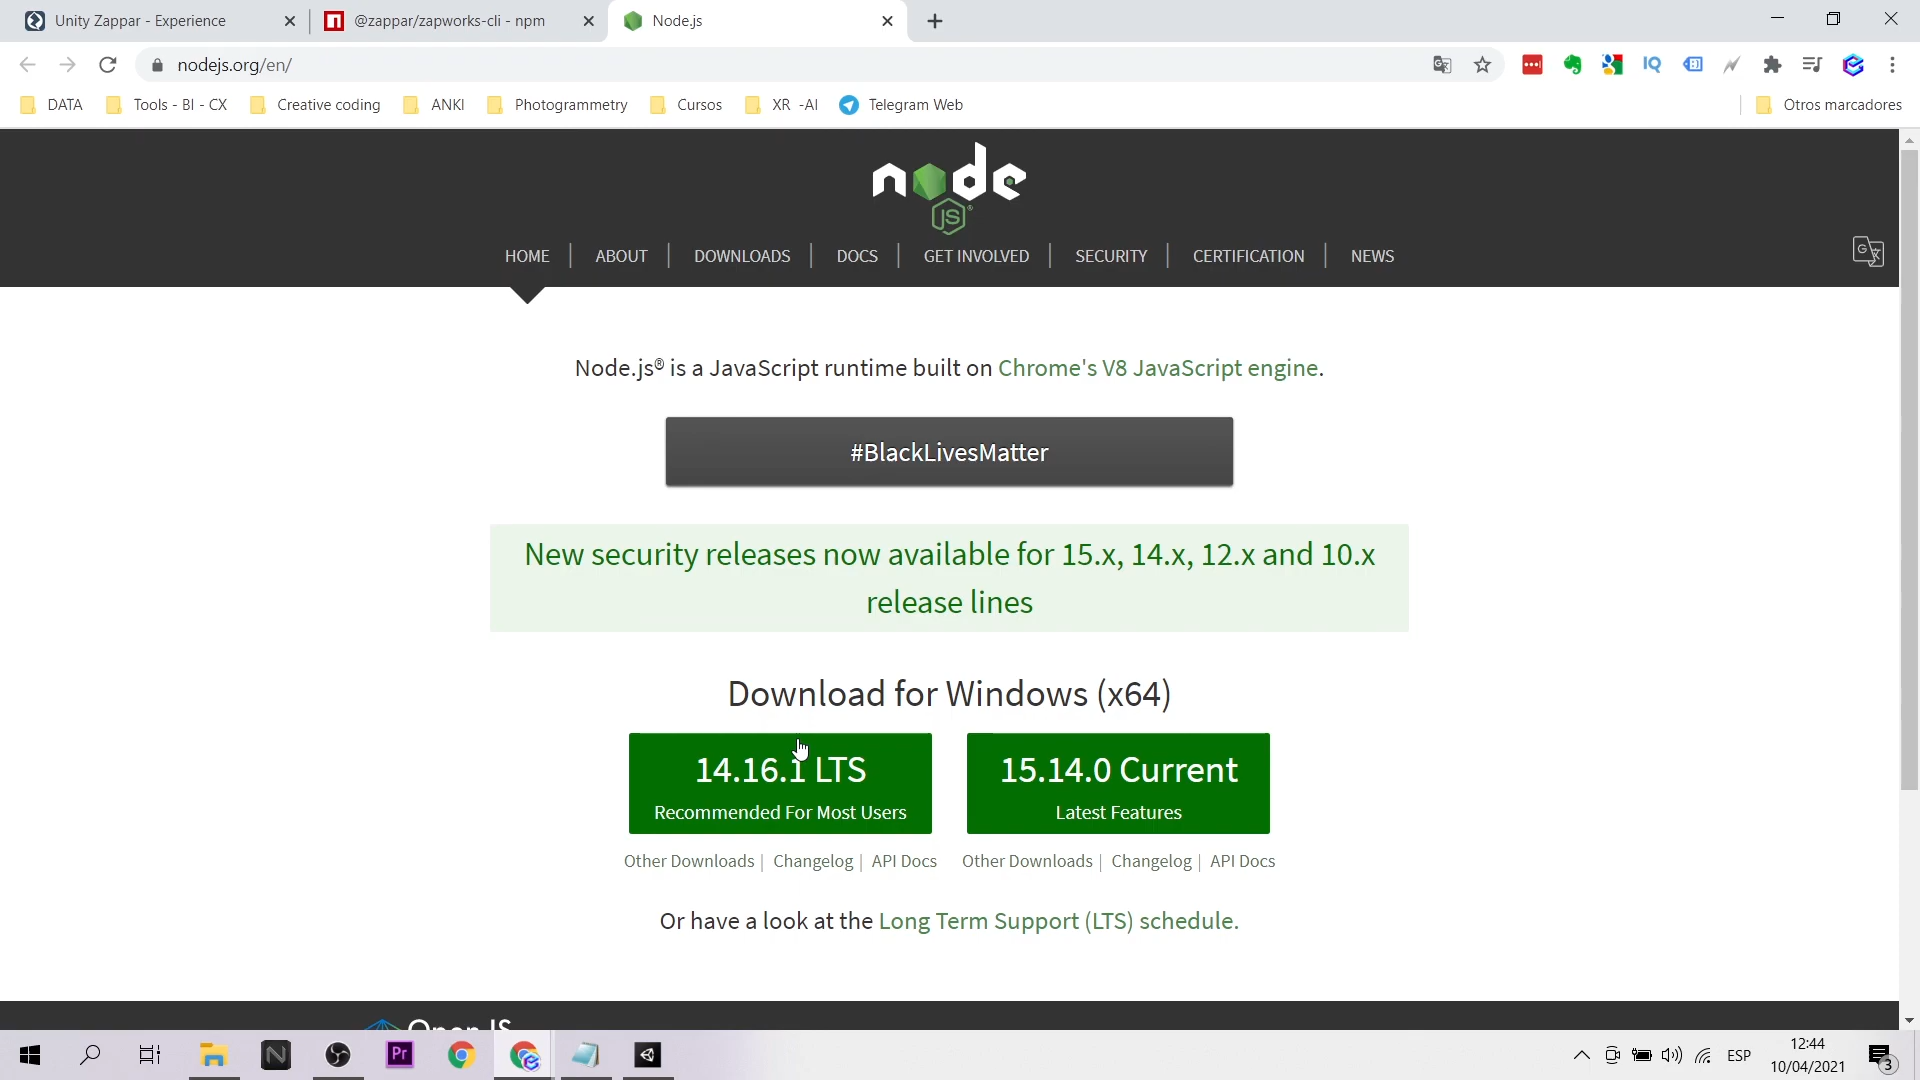 Unity Zappar - Experience
@zappar/zapworks-cli - npm
Node.js
nodejs.org/en/
IQ
DATA
Tools - BI - CX
Creative coding
ANKI
Photogrammetry
Cursos
XR -AI
Telegram Web
Otros marcadores
node
JS
HOME
ABOUT
DOWNLOADS
DOCS
GET INVOLVED
SECURITY
CERTIFICATION
NEWS
Node.js® is a JavaScript runtime built on Chrome's V8 JavaScript engine.
#BlackLivesMatter
New security releases now available for 15.x, 14.x, 12.x and 10.x
release lines
Download for Windows (x64)
14.16.1 LTS
Recommended For Most Users
15.14.0 Current
Latest Features
Other Downloads | Changelog | API Docs
Other Downloads | Changelog | API Docs
Or have a look at the Long Term Support (LTS) schedule.
Pr
ESP
12:44
10/04/2021
3